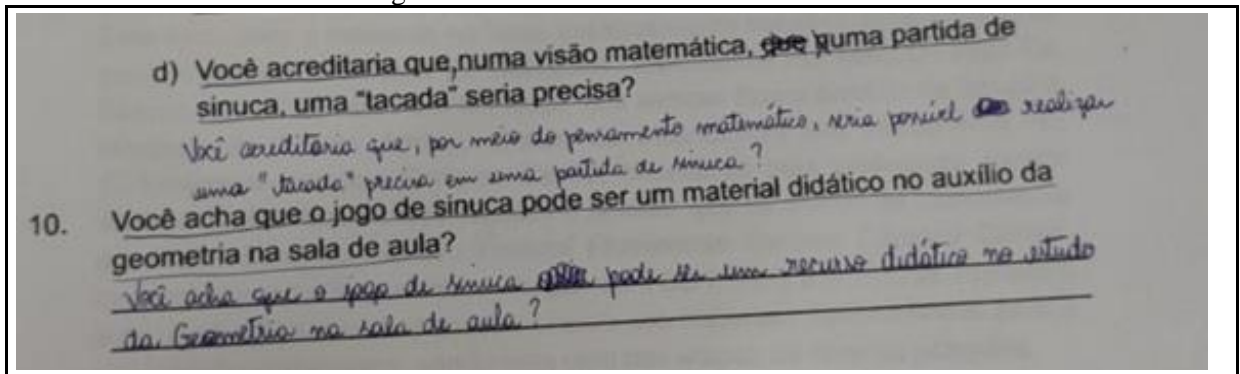 d) Você acreditaria que, numa visão matemática, que numa partida de
sinuca, uma "tacada" seria precisa?
Você acreditaria que, por meio do pensamento matemático, seria possível realizar
uma "tacada" precisa em uma partida de sinuca?
10. Você acha que o jogo de sinuca pode ser um material didático no auxílio da
geometria na sala de aula?
Você acha que o jogo de sinuca pode ser um recurso didático no estudo
da Geometria na sala de aula?